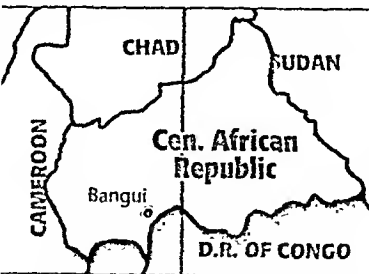 CHAD
SUDAN
CAMEROON
Cen. African
Republic
Bangui
D.R. OF CONGO